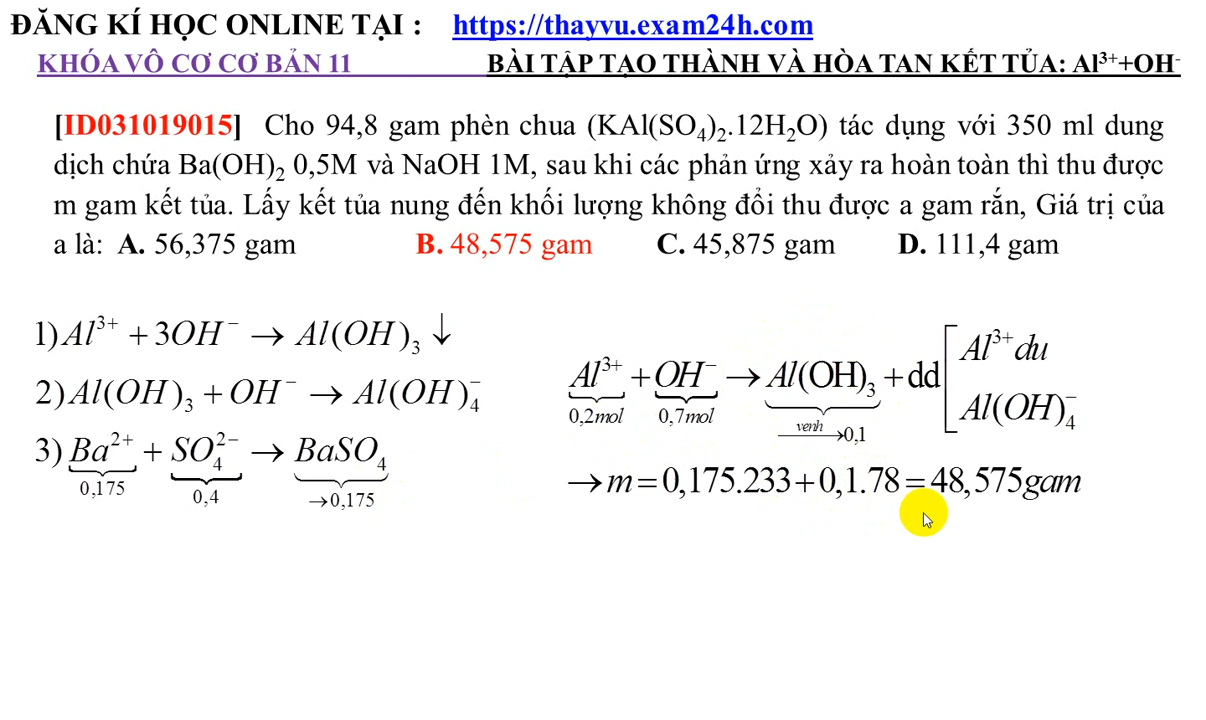 ĐĂNG KÍ HỌC ONLINE TẠI : https://thayvu.exam24h.com
KHÓA VÔ CƠ CƠ BẢN 11 BÀI TẬP TẠO THÀNH VÀ HÒA TAN KẾT TỦA: Al³⁺+OH⁻
[ID031019015] Cho 94,8 gam phèn chua (KAl(SO₄)₂.12H₂O) tác dụng với 350 ml dung
dịch chứa Ba(OH)₂ 0,5M và NaOH 1M, sau khi các phản ứng xảy ra hoàn toàn thì thu được
m gam kết tủa. Lấy kết tủa nung đến khối lượng không đổi thu được a gam rắn, Giá trị của
a là: A. 56,375 gam B. 48,575 gam C. 45,875 gam D. 111,4 gam
1) Al³⁺ + 3OH⁻ → Al(OH)₃ ↓
2) Al(OH)₃ + OH⁻ → Al(OH)₄⁻
3) Ba²⁺ + SO₄²⁻ → BaSO₄
0,175 0,4 →0,175
Al³⁺ + OH⁻ → Al(OH)₃ + dd [ Al³⁺du
Al(OH)₄⁻
0,2mol 0,7mol venh→0,1
→ m = 0,175.233 + 0,1.78 = 48,575gam